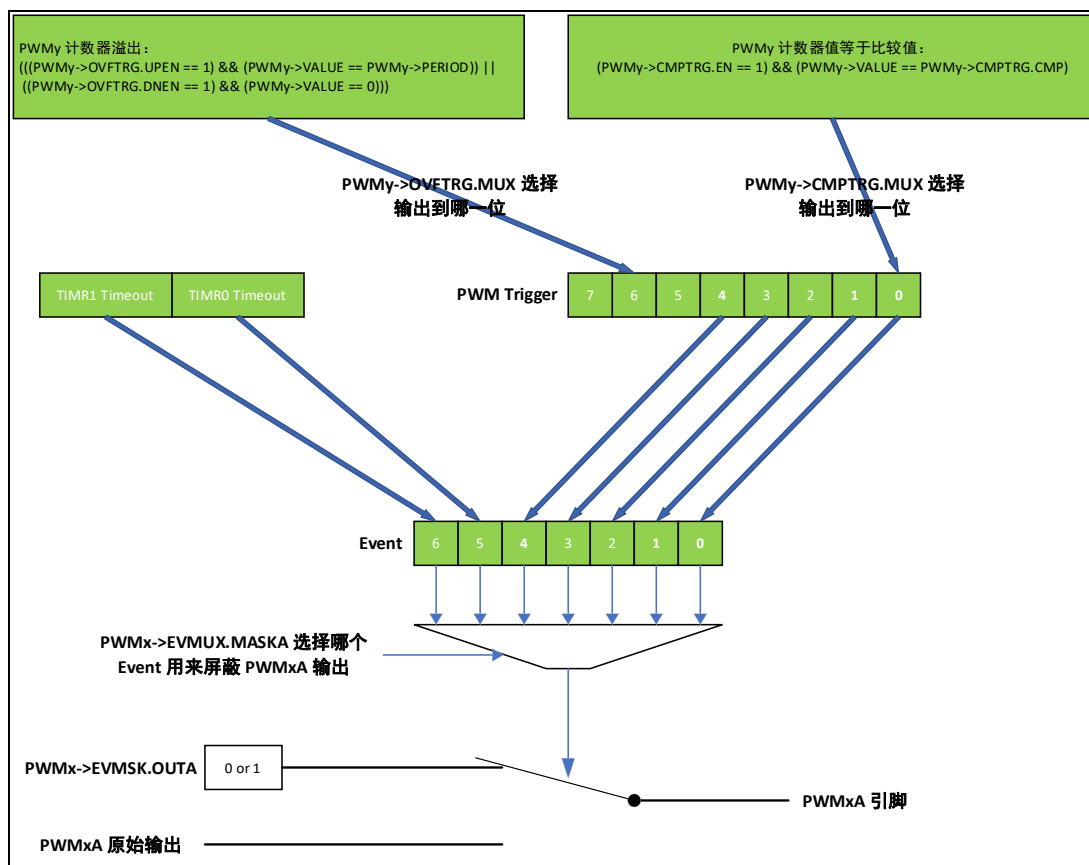 PWMy 计数器溢出：
(((PWMy->OVFTRG.UPEN == 1) && (PWMy->VALUE == PWMy->PERIOD)) ||
((PWMy->OVFTRG.DNEN == 1) && (PWMy->VALUE == 0)))
PWMy 计数器值等于比较值：
(PWMy->CMPTRG.EN == 1) && (PWMy->VALUE == PWMy->CMPTRG.CMP)
PWMy->OVFTRG.MUX 选择
输出到哪一位
PWMy->CMPTRG.MUX 选择
输出到哪一位
TIMR1 Timeout TIMR0 Timeout
PWM Trigger 7 6 5 4 3 2 1 0
Event 6 5 4 3 2 1 0
PWMx->EVMUX.MASKA 选择哪个
Event 用来屏蔽 PWMxA 输出
PWMx->EVMSK.OUTA 0 or 1
PWMxA 引脚
PWMxA 原始输出